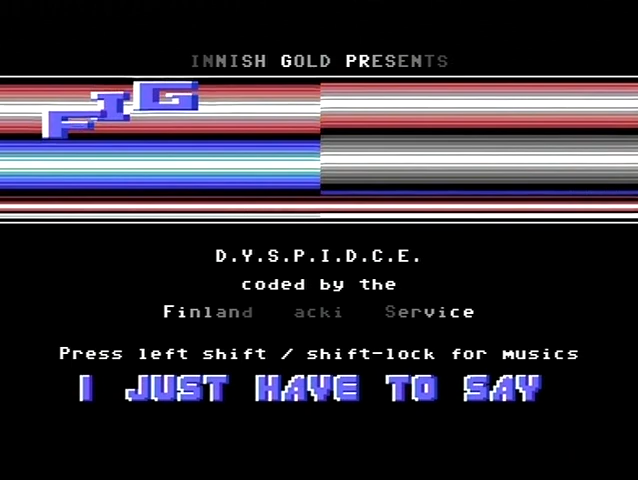 INNISH GOLD PRESENTS
FIG
D.Y.S.P.I.D.C.E.
coded by the
Finland acki Service
Press left shift / shift-lock for musics
I JUST HAVE TO SAY